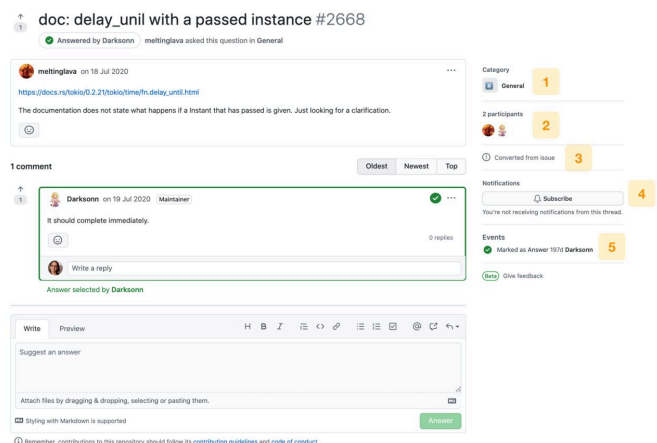 ↑
1
doc: delay_unil with a passed instance #2668
Answered by Darksonn meltinglava asked this question in General
meltinglava on 18 Jul 2020 ...
https://docs.rs/tokio/0.2.21/tokio/time/fn.delay_until.html
The documentation does not state what happens if a Instant that has passed is given. Just looking for a clarification.
1 comment
Oldest Newest Top
↑
1
Darksonn on 19 Jul 2020 Maintainer ...
It should complete immediately.
0 replies
Write a reply
Answer selected by Darksonn
Write Preview H B I
Suggest an answer
Attach files by dragging & dropping, selecting or pasting them.
Styling with Markdown is supported
Answer
Remember, contributions to this repository should follow its contributing guidelines and code of conduct.
Category
General
1
2 participants
2
Converted from issue
3
Notifications
Subscribe
4
You're not receiving notifications from this thread.
Events
Marked as Answer 197d Darksonn
5
Beta Give feedback